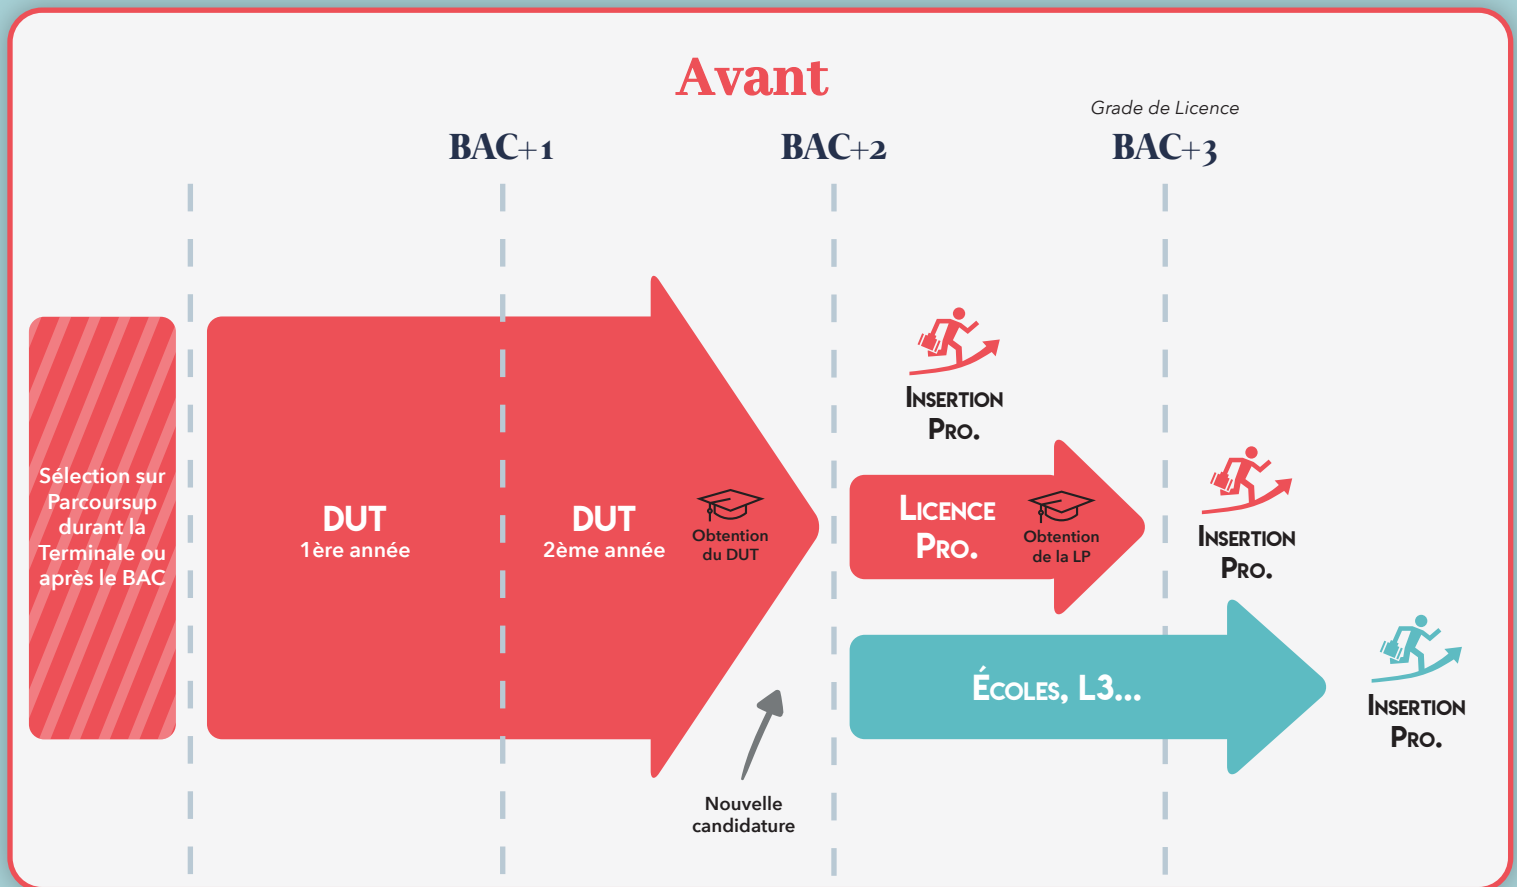 Avant
Grade de Licence
BAC+1
BAC+2
BAC+3
Sélection sur
Parcoursup
durant la
Terminale ou
après le BAC
DUT
1ère année
DUT
2ème année
Obtention
du DUT
Nouvelle
candidature
INSERTION
PRO.
LICENCE
PRO.
Obtention
de la LP
INSERTION
PRO.
ÉCOLES, L3...
INSERTION
PRO.